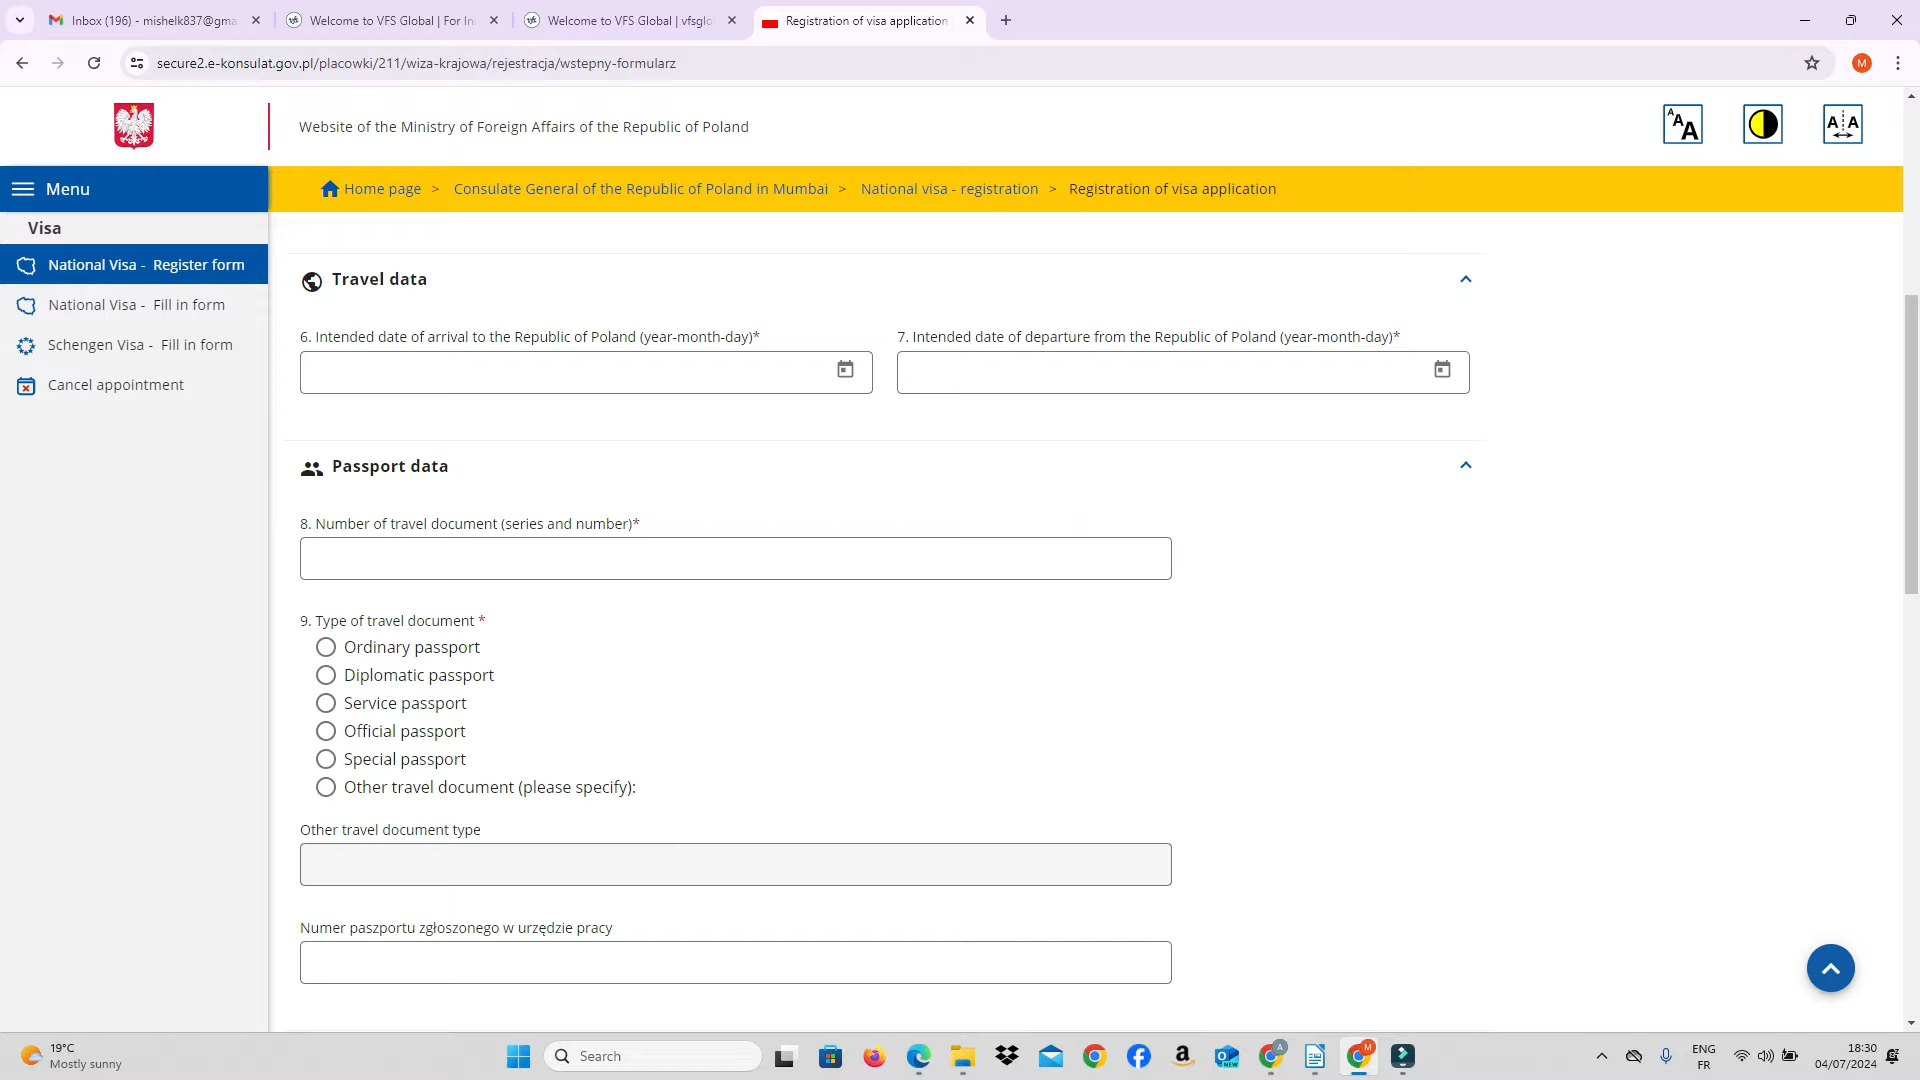 Inbox (196) - mishelk837@gma
Welcome to VFS Global | For In
Welcome to VFS Global | vfsglo
Registration of visa application
secure2.e-konsulat.gov.pl/placowki/211/wiza-krajowa/rejestracja/wstepny-formularz
M
Website of the Ministry of Foreign Affairs of the Republic of Poland
A A A
A A
Menu
Home page > Consulate General of the Republic of Poland in Mumbai > National visa - registration > Registration of visa application
Visa
National Visa - Register form
National Visa - Fill in form
Schengen Visa - Fill in form
Cancel appointment
Travel data
6. Intended date of arrival to the Republic of Poland (year-month-day)*
7. Intended date of departure from the Republic of Poland (year-month-day)*
Passport data
8. Number of travel document (series and number)*
9. Type of travel document *
Ordinary passport
Diplomatic passport
Service passport
Official passport
Special passport
Other travel document (please specify):
Other travel document type
Numer paszportu zgłoszonego w urzędzie pracy
19°C
Mostly sunny
Search
NEW
A
M
ENG
FR
18:30
04/07/2024